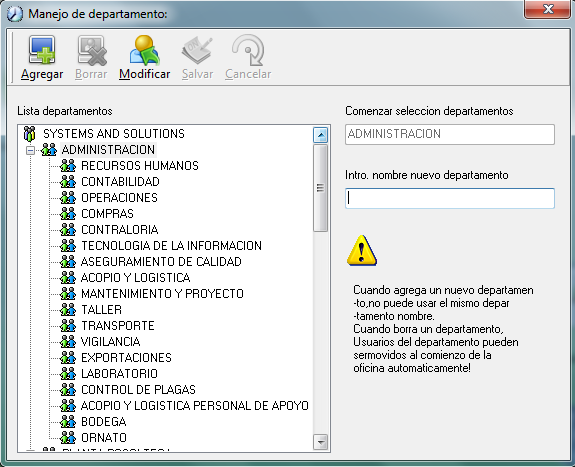 Manejo de departamento:
Agregar Borrar Modificar Salvar Cancelar
Lista departamentos
SYSTEMS AND SOLUTIONS
ADMINISTRACION
RECURSOS HUMANOS
CONTABILIDAD
OPERACIONES
COMPRAS
CONTRALORIA
TECNOLOGIA DE LA INFORMACION
ASEGURAMIENTO DE CALIDAD
ACOPIO Y LOGISTICA
MANTENIMIENTO Y PROYECTO
TALLER
TRANSPORTE
VIGILANCIA
EXPORTACIONES
LABORATORIO
CONTROL DE PLAGAS
ACOPIO Y LOGISTICA PERSONAL DE APOYO
BODEGA
ORNATO
Comenzar seleccion departamentos
ADMINISTRACION
Intro. nombre nuevo departamento
Cuando agrega un nuevo departamen
-to,no puede usar el mismo depar
-tamento nombre.
Cuando borra un departamento,
Usuarios del departamento pueden
sermovidos al comienzo de la
oficina automaticamente!